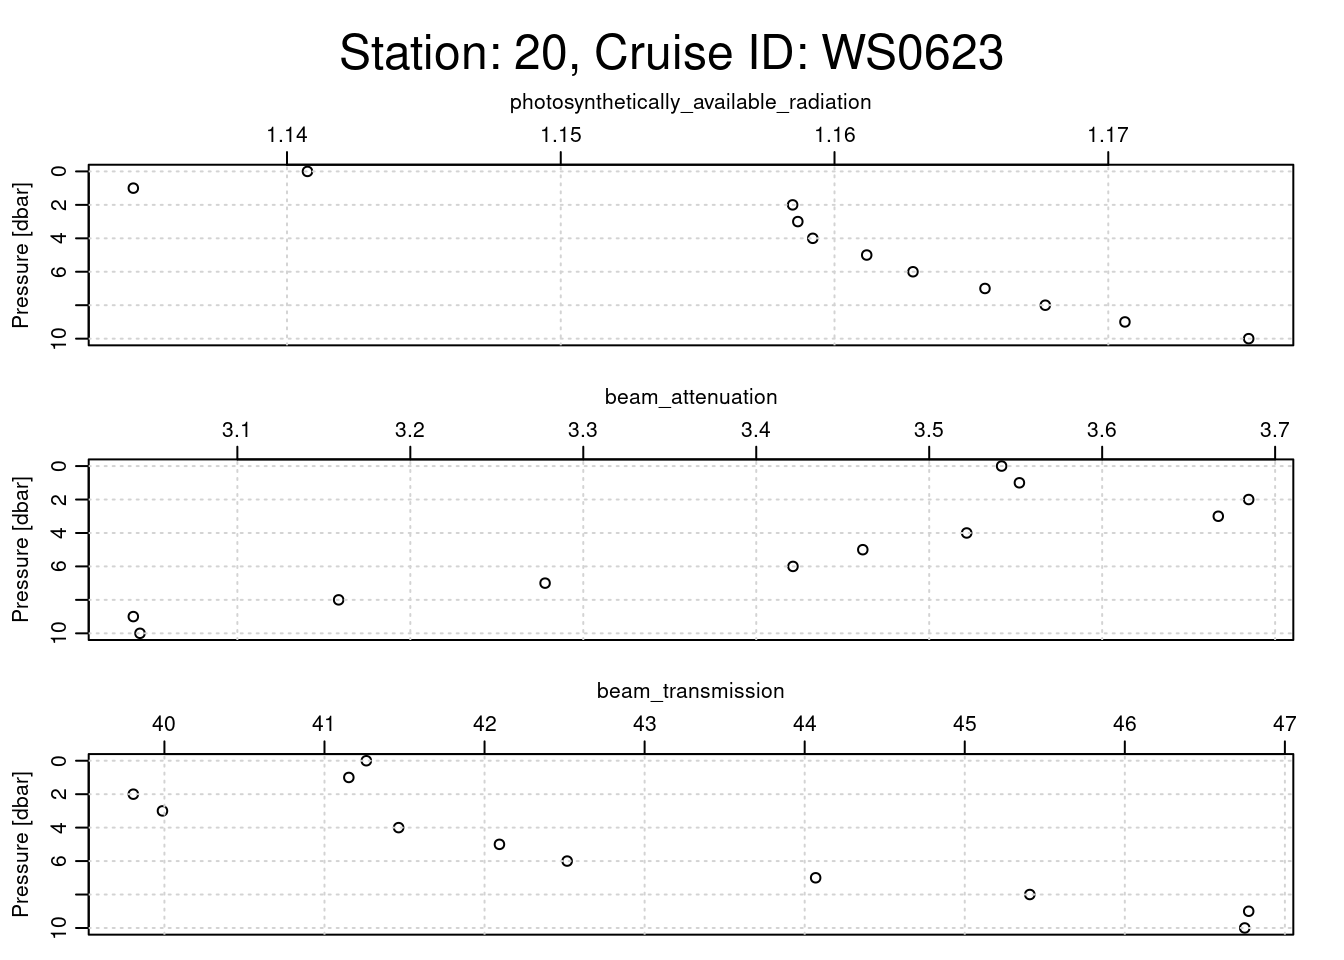 Station: 20, Cruise ID: WS0623
photosynthetically_available_radiation
1.14 1.15 1.16 1.17
Pressure [dbar]
0 2 4 6 10
beam_attenuation
3.1 3.2 3.3 3.4 3.5 3.6 3.7
Pressure [dbar]
0 2 4 6 10
beam_transmission
40 41 42 43 44 45 46 47
Pressure [dbar]
0 2 4 6 10